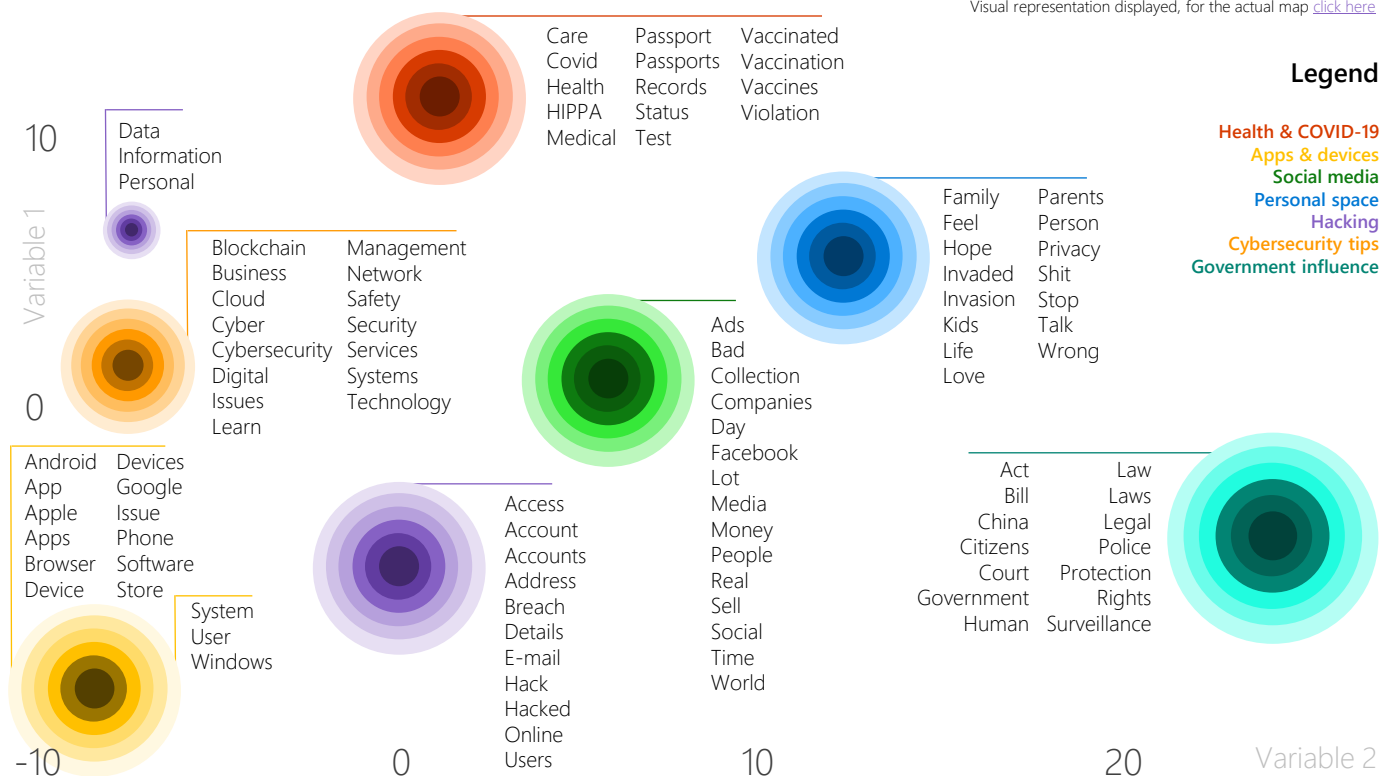 Visual representation displayed, for the actual map click here
Legend
Health & COVID-19
Apps & devices
Social media
Personal space
Hacking
Cybersecurity tips
Government influence
Care Passport Vaccinated
Covid Passports Vaccination
Health Records Vaccines
HIPPA Status Violation
Medical Test
10
Variable 1
Data
Information
Personal
Family Parents
Feel Person
Hope Privacy
Invaded Shit
Invasion Stop
Kids Talk
Life Wrong
Love
Blockchain Management
Business Network
Cloud Safety
Cyber Security
Cybersecurity Services
Digital Systems
Issues Technology
Learn
0
Ads
Bad
Collection
Companies
Day
Facebook
Lot
Media
Money
People
Real
Sell
Social
Time
World
Android Devices
App Google
Apple Issue
Apps Phone
Browser Software
Device Store
System
User
Windows
Access
Account
Accounts
Address
Breach
Details
E-mail
Hack
Hacked
Online
Users
Act Law
Bill Laws
China Legal
Citizens Police
Court Protection
Government Rights
Human Surveillance
-10
0
10
20
Variable 2